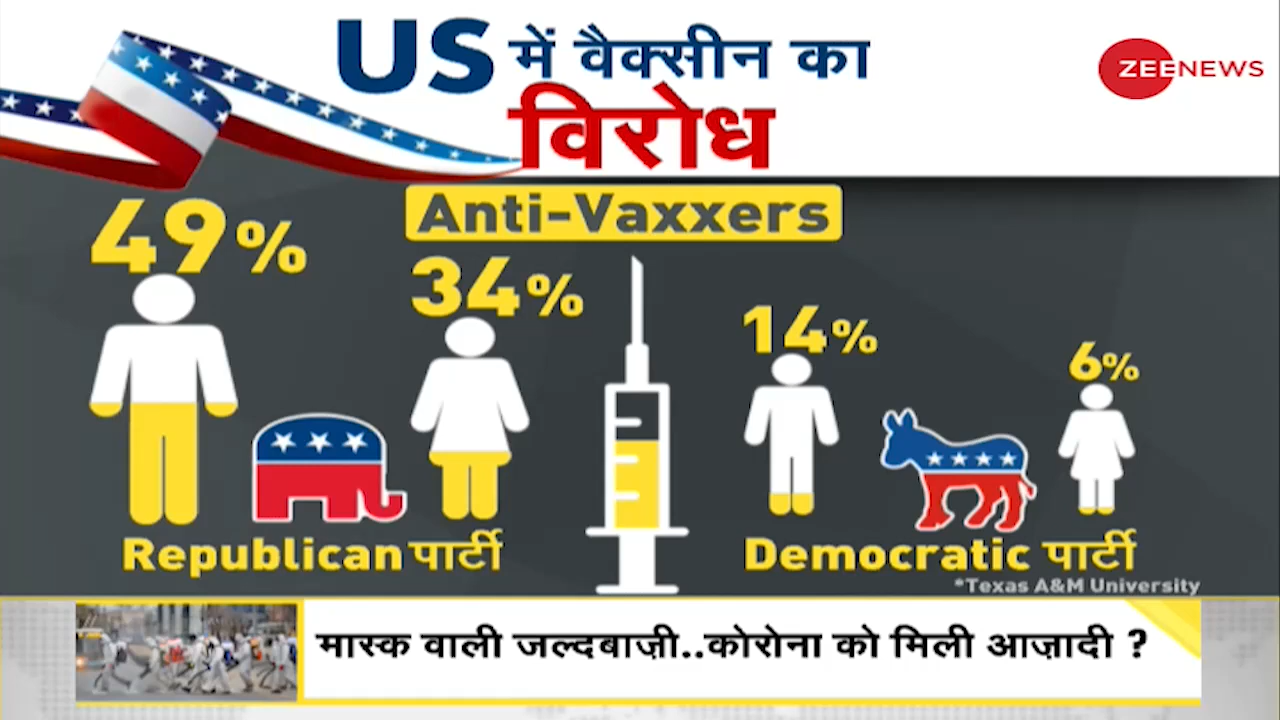 US में वैक्सीन का
विरोध
ZEENEWS
Anti-Vaxxers
49%
34%
14%
6%
Republican पार्टी
Democratic पार्टी
*Texas A&M University
मास्क वाली जल्दबाज़ी..कोरोना को मिली आज़ादी ?